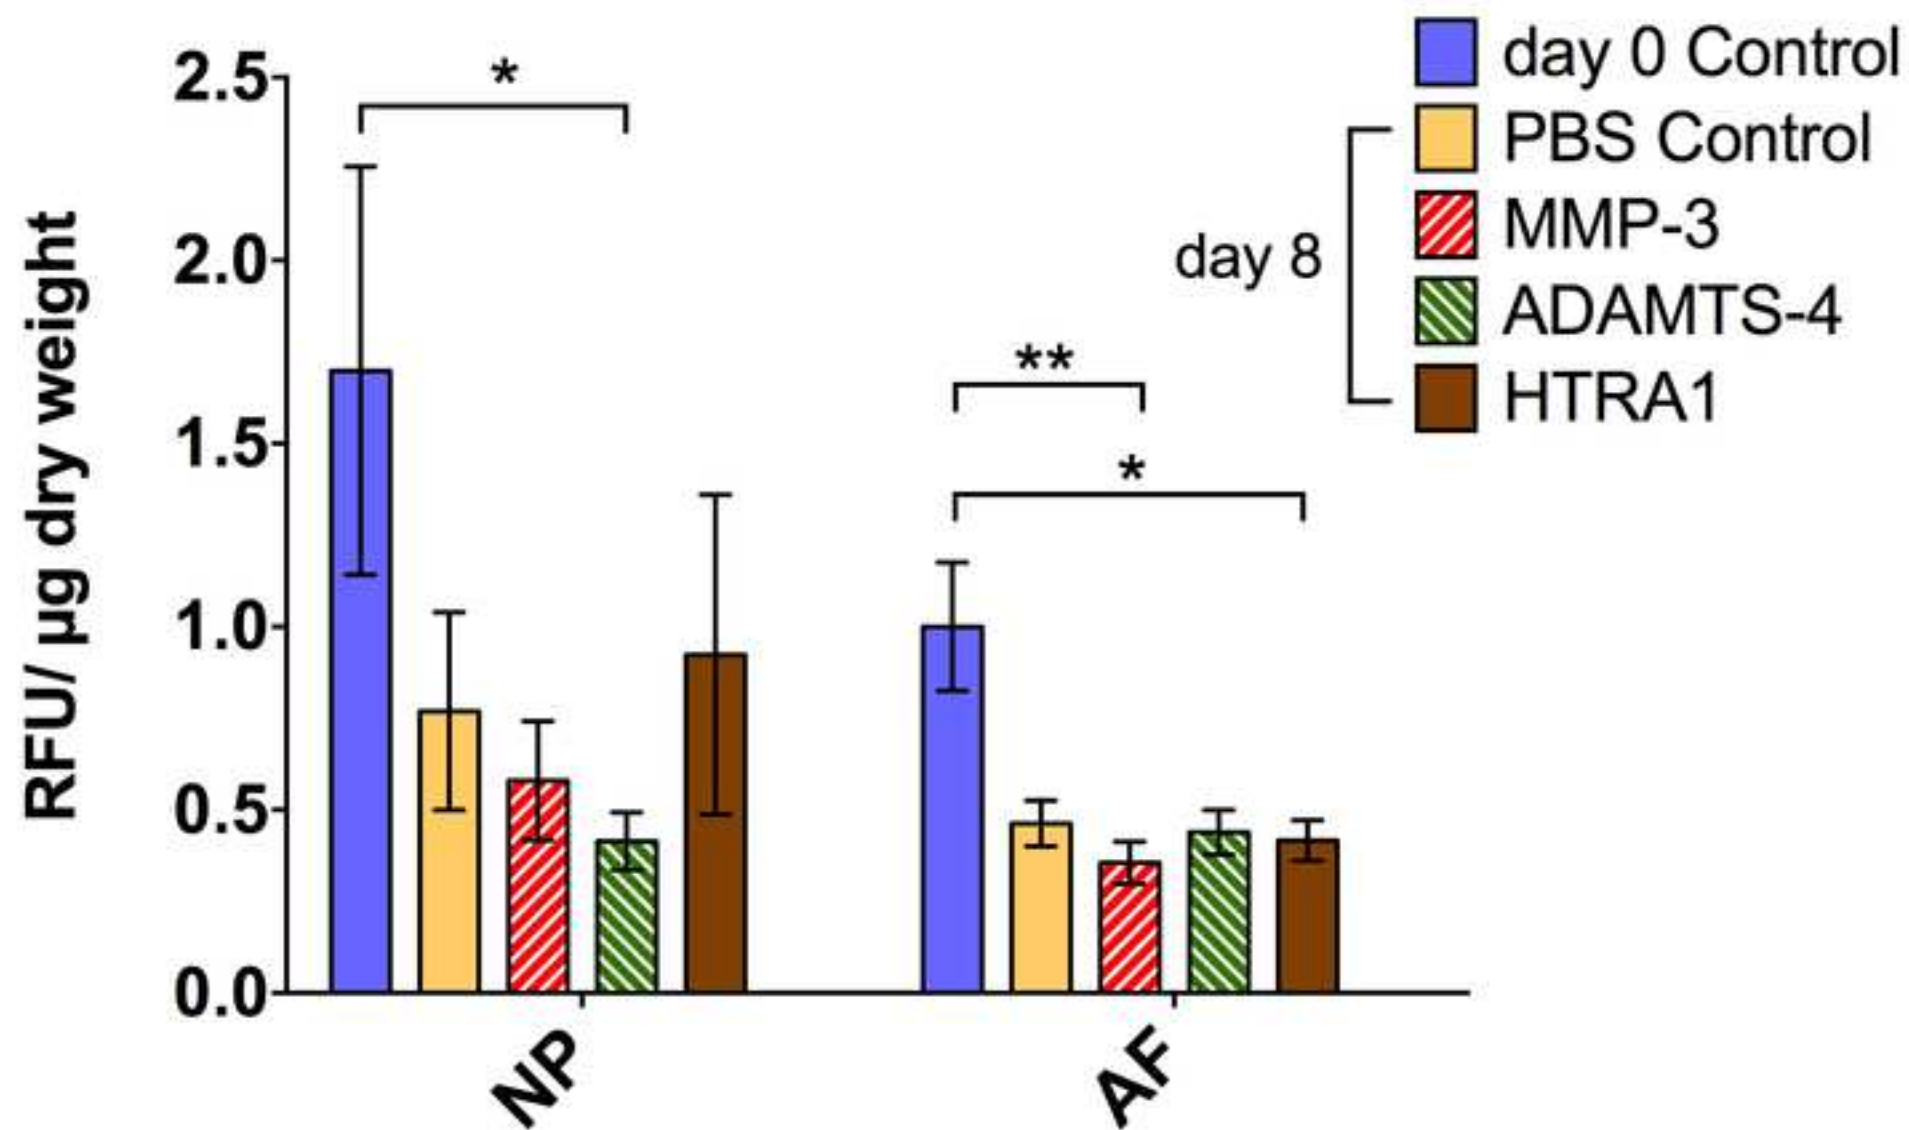 RFU/ µg dry weight
2.5
2.0
1.5
1.0
0.5
0.0
*
**
*
NP
AF
day 0 Control
PBS Control
MMP-3
ADAMTS-4
HTRA1
day 8